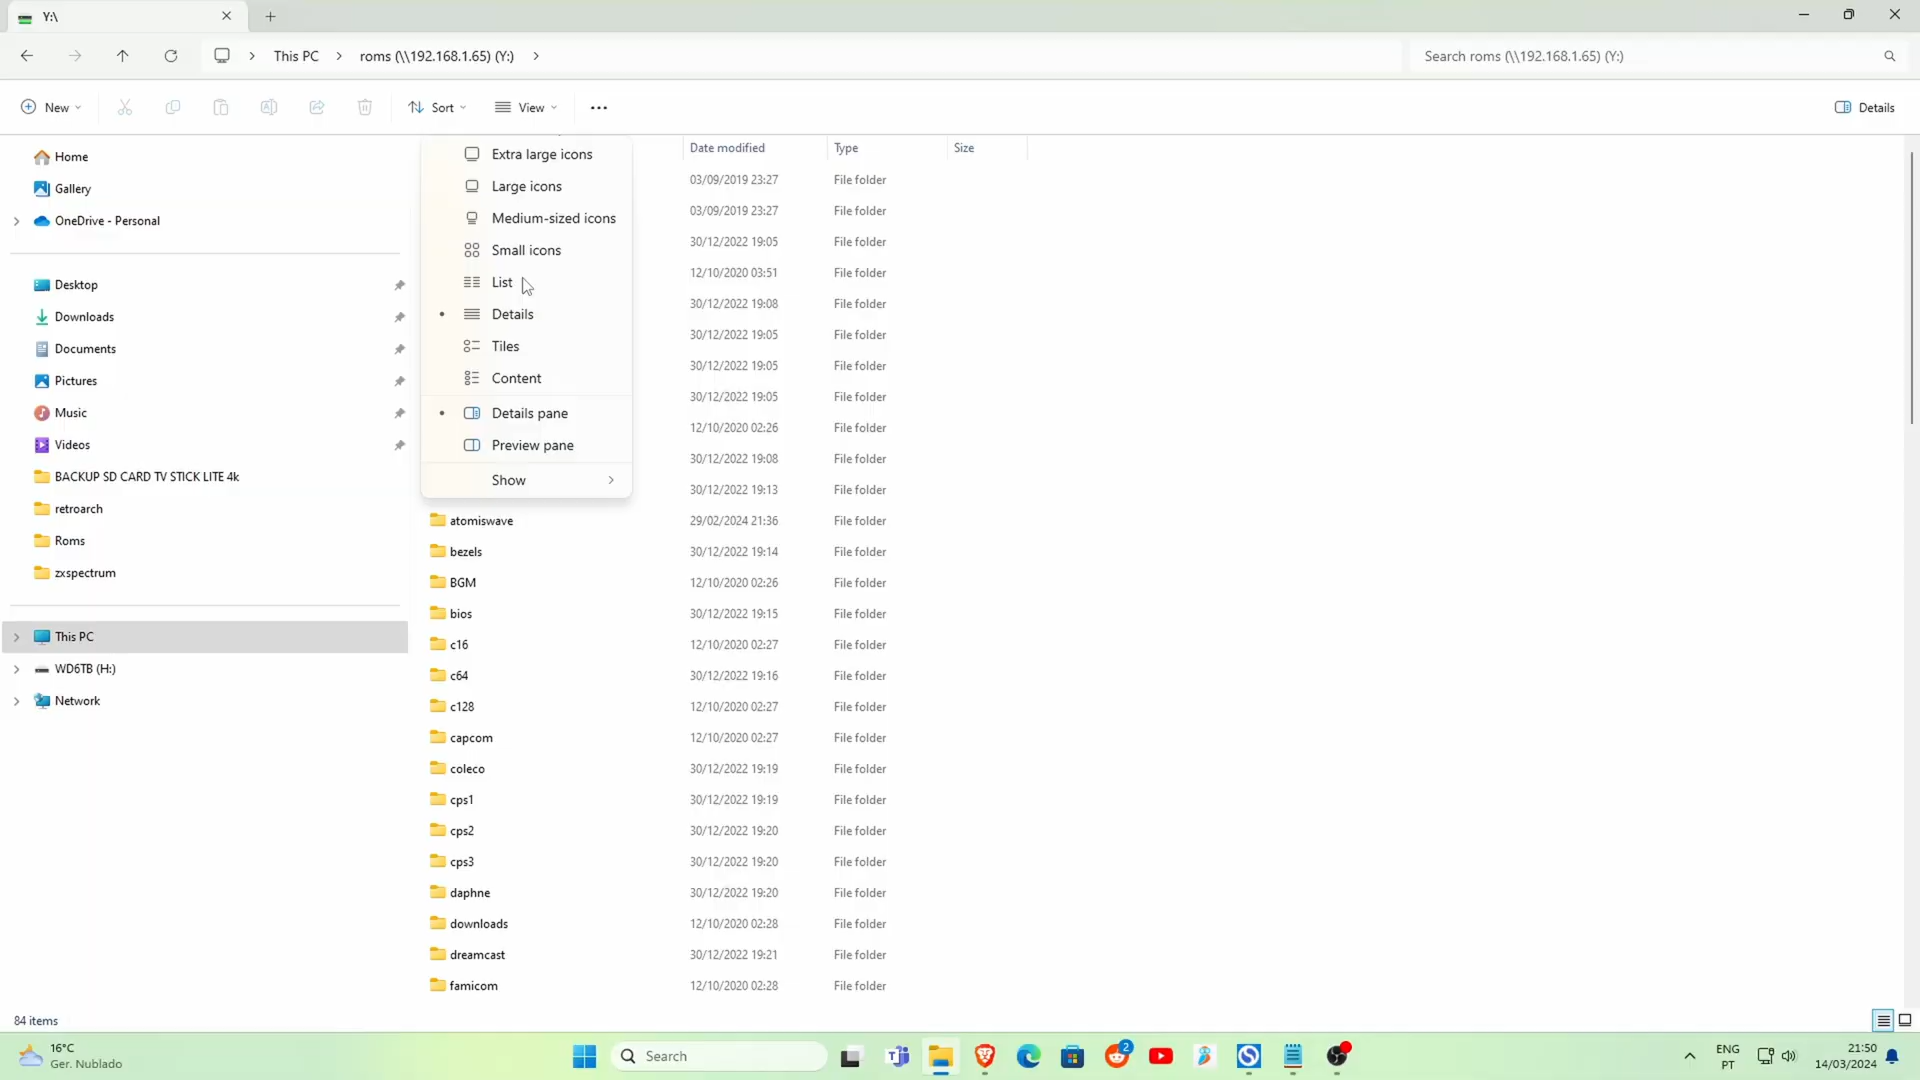 Y:\
This PC
roms (\\192.168.1.65) (Y:)
Search roms (\\192.168.1.65) (Y:)
New
Sort
View
Details
Home
Gallery
OneDrive - Personal
Desktop
Downloads
Documents
Pictures
Music
Videos
BACKUP SD CARD TV STICK LITE 4k
retroarch
Roms
zxspectrum
This PC
WD6TB (H:)
Network
Extra large icons
Large icons
Medium-sized icons
Small icons
List
Details
Tiles
Content
Details pane
Preview pane
Show
Date modified Type Size
03/09/2019 23:27 File folder
03/09/2019 23:27 File folder
30/12/2022 19:05 File folder
12/10/2020 03:51 File folder
30/12/2022 19:08 File folder
30/12/2022 19:05 File folder
30/12/2022 19:05 File folder
30/12/2022 19:05 File folder
12/10/2020 02:26 File folder
30/12/2022 19:08 File folder
30/12/2022 19:13 File folder
atomiswave 29/02/2024 21:36 File folder
bezels 30/12/2022 19:14 File folder
BGM 12/10/2020 02:26 File folder
bios 30/12/2022 19:15 File folder
c16 12/10/2020 02:27 File folder
c64 30/12/2022 19:16 File folder
c128 12/10/2020 02:27 File folder
capcom 12/10/2020 02:27 File folder
coleco 30/12/2022 19:19 File folder
cps1 30/12/2022 19:19 File folder
cps2 30/12/2022 19:20 File folder
cps3 30/12/2022 19:20 File folder
daphne 30/12/2022 19:20 File folder
downloads 12/10/2020 02:28 File folder
dreamcast 30/12/2022 19:21 File folder
famicom 12/10/2020 02:28 File folder
84 items
16°C
Ger. Nublado
Search
2
ENG
PT
21:50
14/03/2024